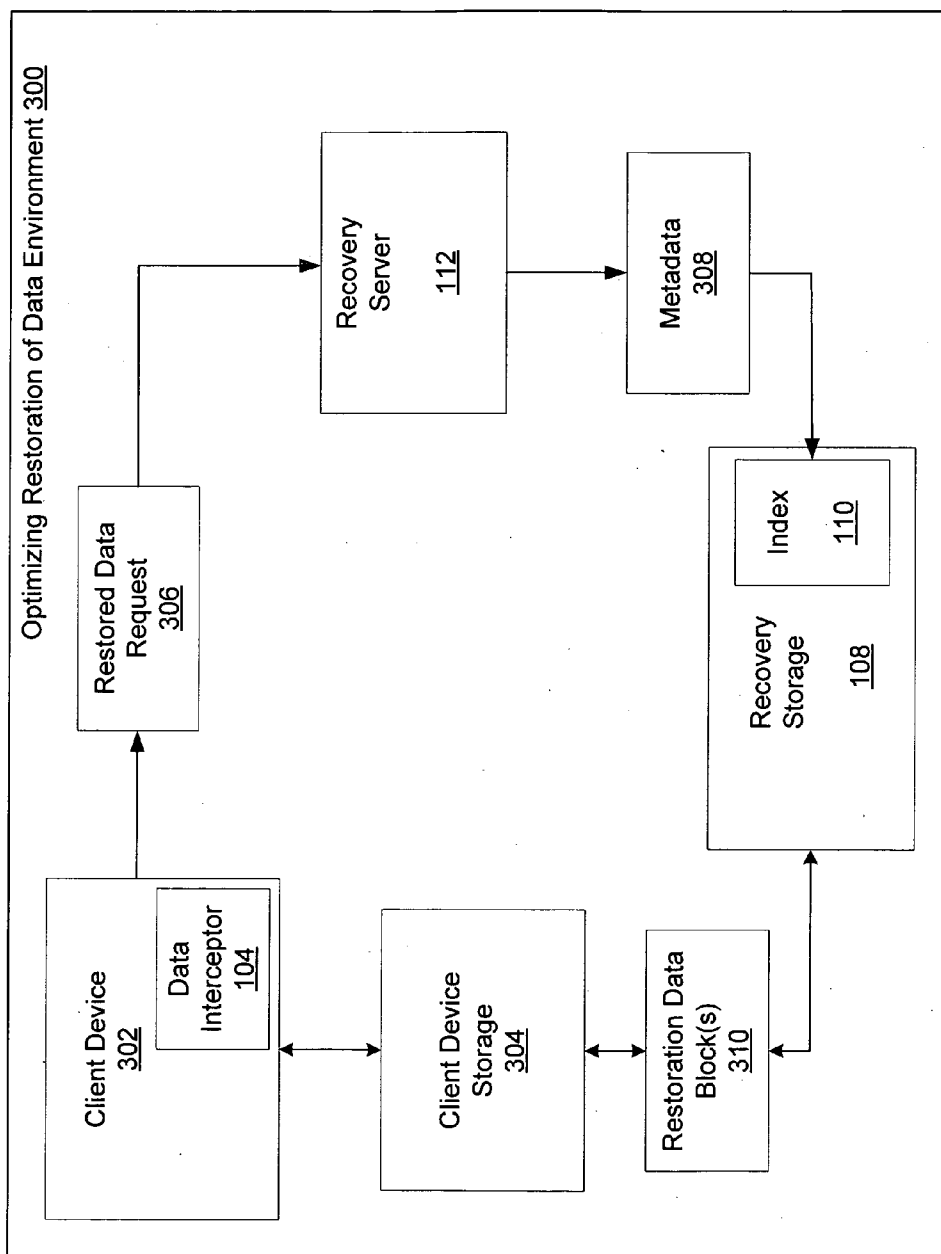 Optimizing Restoration of Data Environment 300
Client Device
302
Data
Interceptor
104
Restored Data
Request
306
Recovery
Server
112
Client Device
Storage
304
Metadata
308
Restoration Data
Block(s)
310
Recovery
Storage
108
Index
110